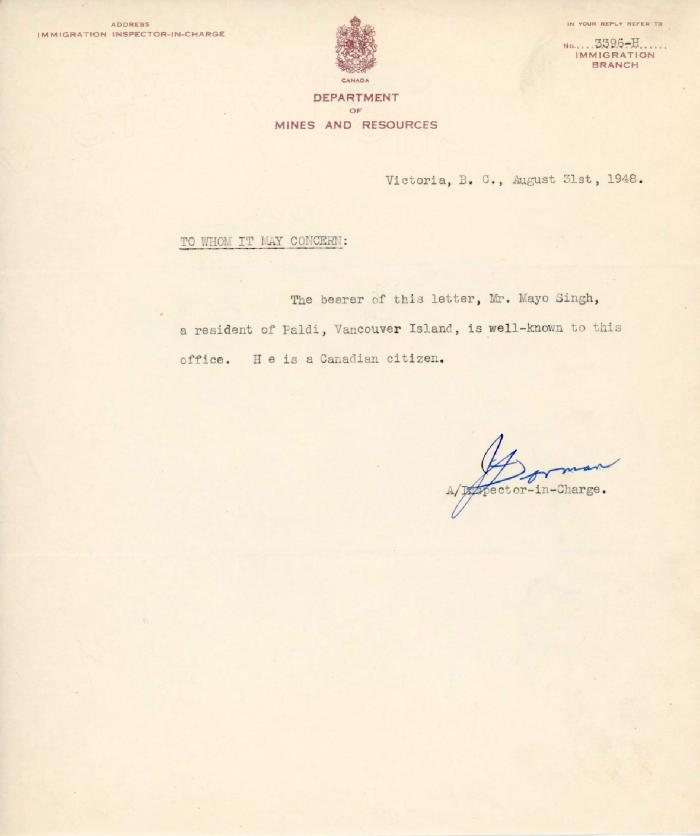 ADDRESS
IMMIGRATION INSPECTOR-IN-CHARGE
IN YOUR REPLY REFER TO
No.....3396-H......
IMMIGRATION
BRANCH
CANADA
DEPARTMENT
OF
MINES AND RESOURCES
Victoria, B. C., August 31st, 1948.
TO WHOM IT MAY CONCERN:
The bearer of this letter, Mr. Mayo Singh,
a resident of Paldi, Vancouver Island, is well-known to this
office. H e is a Canadian citizen.
A/Inspector-in-Charge.